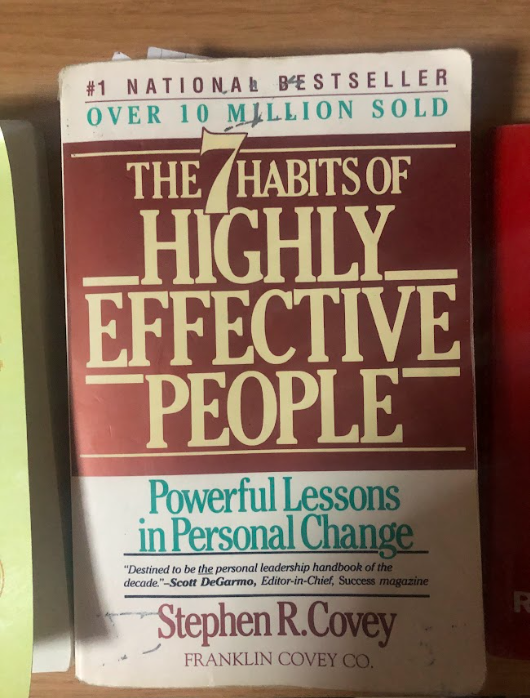 #1 NATIONAL BESTSELLER
OVER 10 MILLION SOLD
THE 7 HABITS OF
HIGHLY
EFFECTIVE
PEOPLE
Powerful Lessons
in Personal Change
"Destined to be the personal leadership handbook of the
decade."–Scott DeGarmo, Editor-in-Chief, Success magazine
Stephen R. Covey
FRANKLIN COVEY CO.
R